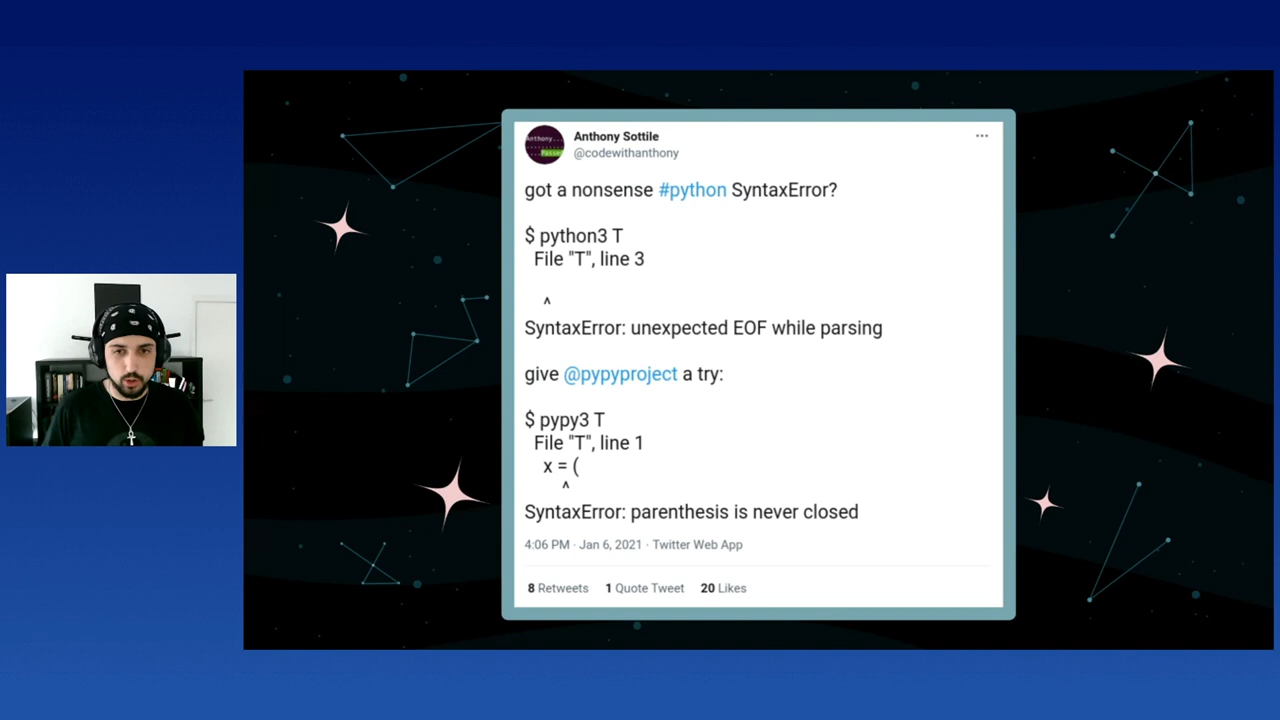 Anthony Sottile
@codewithanthony
got a nonsense #python SyntaxError?
$ python3 T
File "T", line 3
^
SyntaxError: unexpected EOF while parsing
give @pypyproject a try:
$ pypy3 T
File "T", line 1
x = (
^
SyntaxError: parenthesis is never closed
4:06 PM · Jan 6, 2021 · Twitter Web App
8 Retweets 1 Quote Tweet 20 Likes